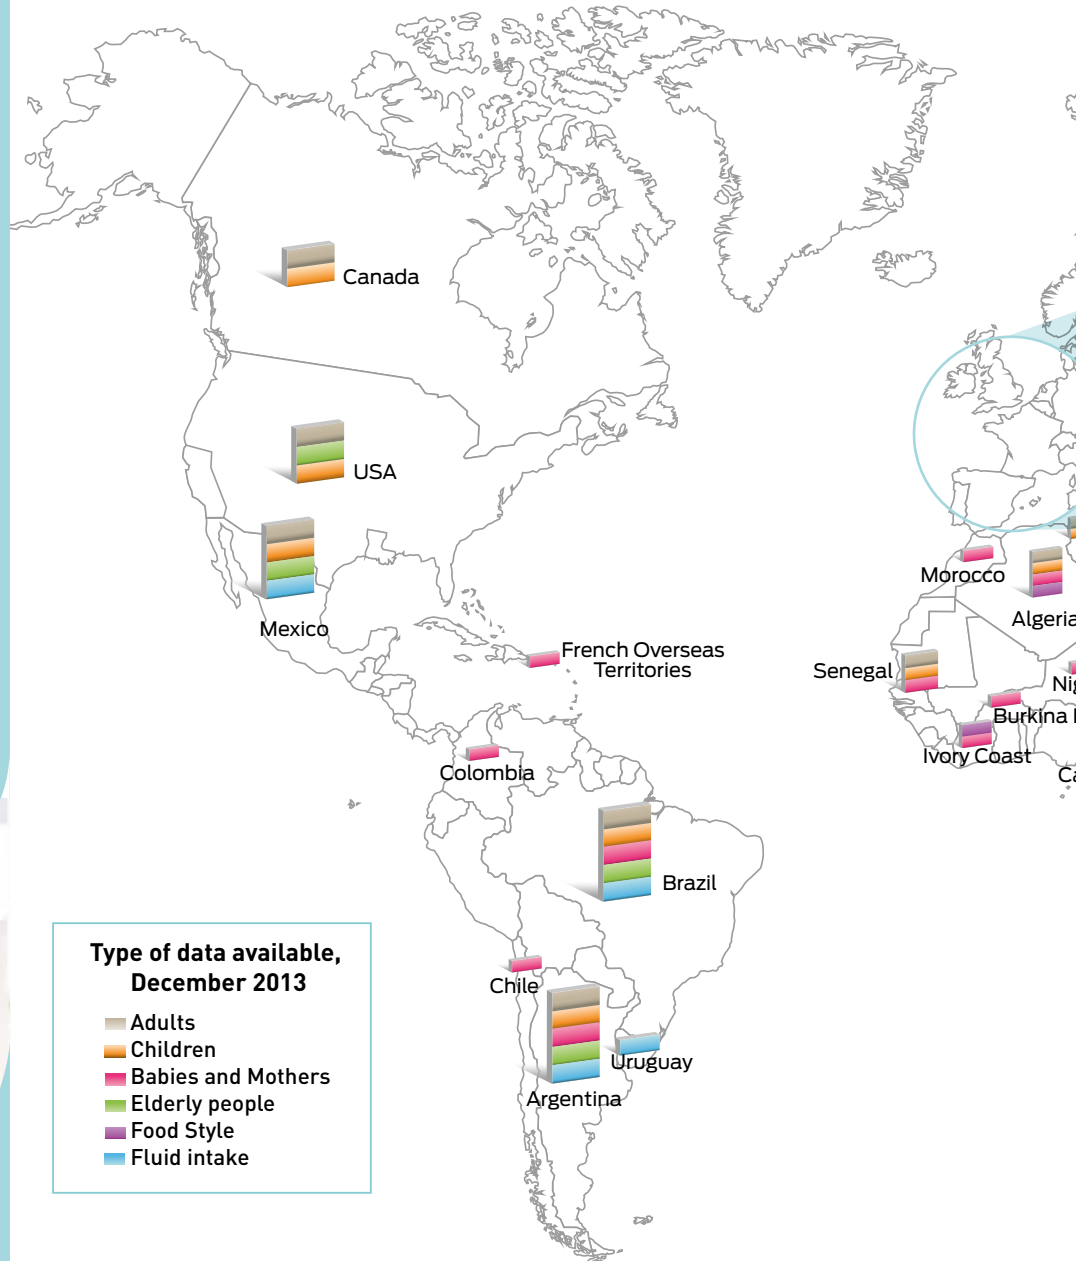 Canada
USA
Mexico
French Overseas
Territories
Colombia
Brazil
Chile
Uruguay
Argentina
Morocco
Algeria
Senegal
Burkina
Ivory Coast
Type of data available,
December 2013
Adults
Children
Babies and Mothers
Elderly people
Food Style
Fluid intake